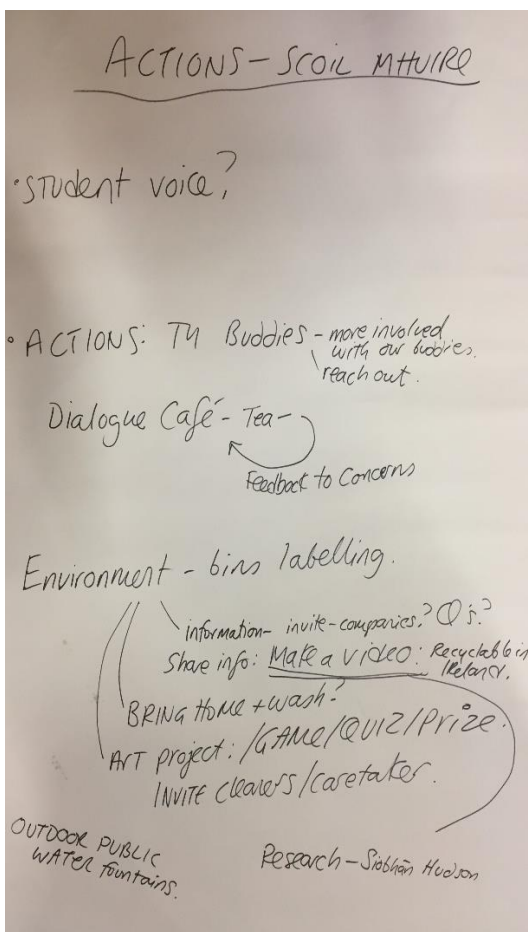 ACTIONS - SCOIL MHUIRE
• STUDENT VOICE?
• ACTIONS: TY Buddies - more involved
with our buddies.
reach out.
Dialogue Café - Tea -
Feedback to Concerns
Environment - bins labelling.
information - invite - companies? Q's?
Share info: Make a video: Recyclable in
Ireland.
BRING HOME + wash?
ART project: /GAME/QUIZ/Prize.
INVITE Cleaners/caretaker.
OUTDOOR PUBLIC
WATER fountains.
Research - Siobhán Hudson